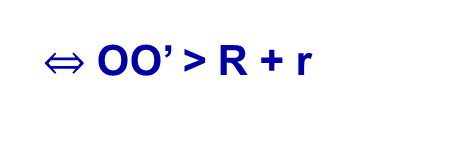 ⇔ OO’ > R + r